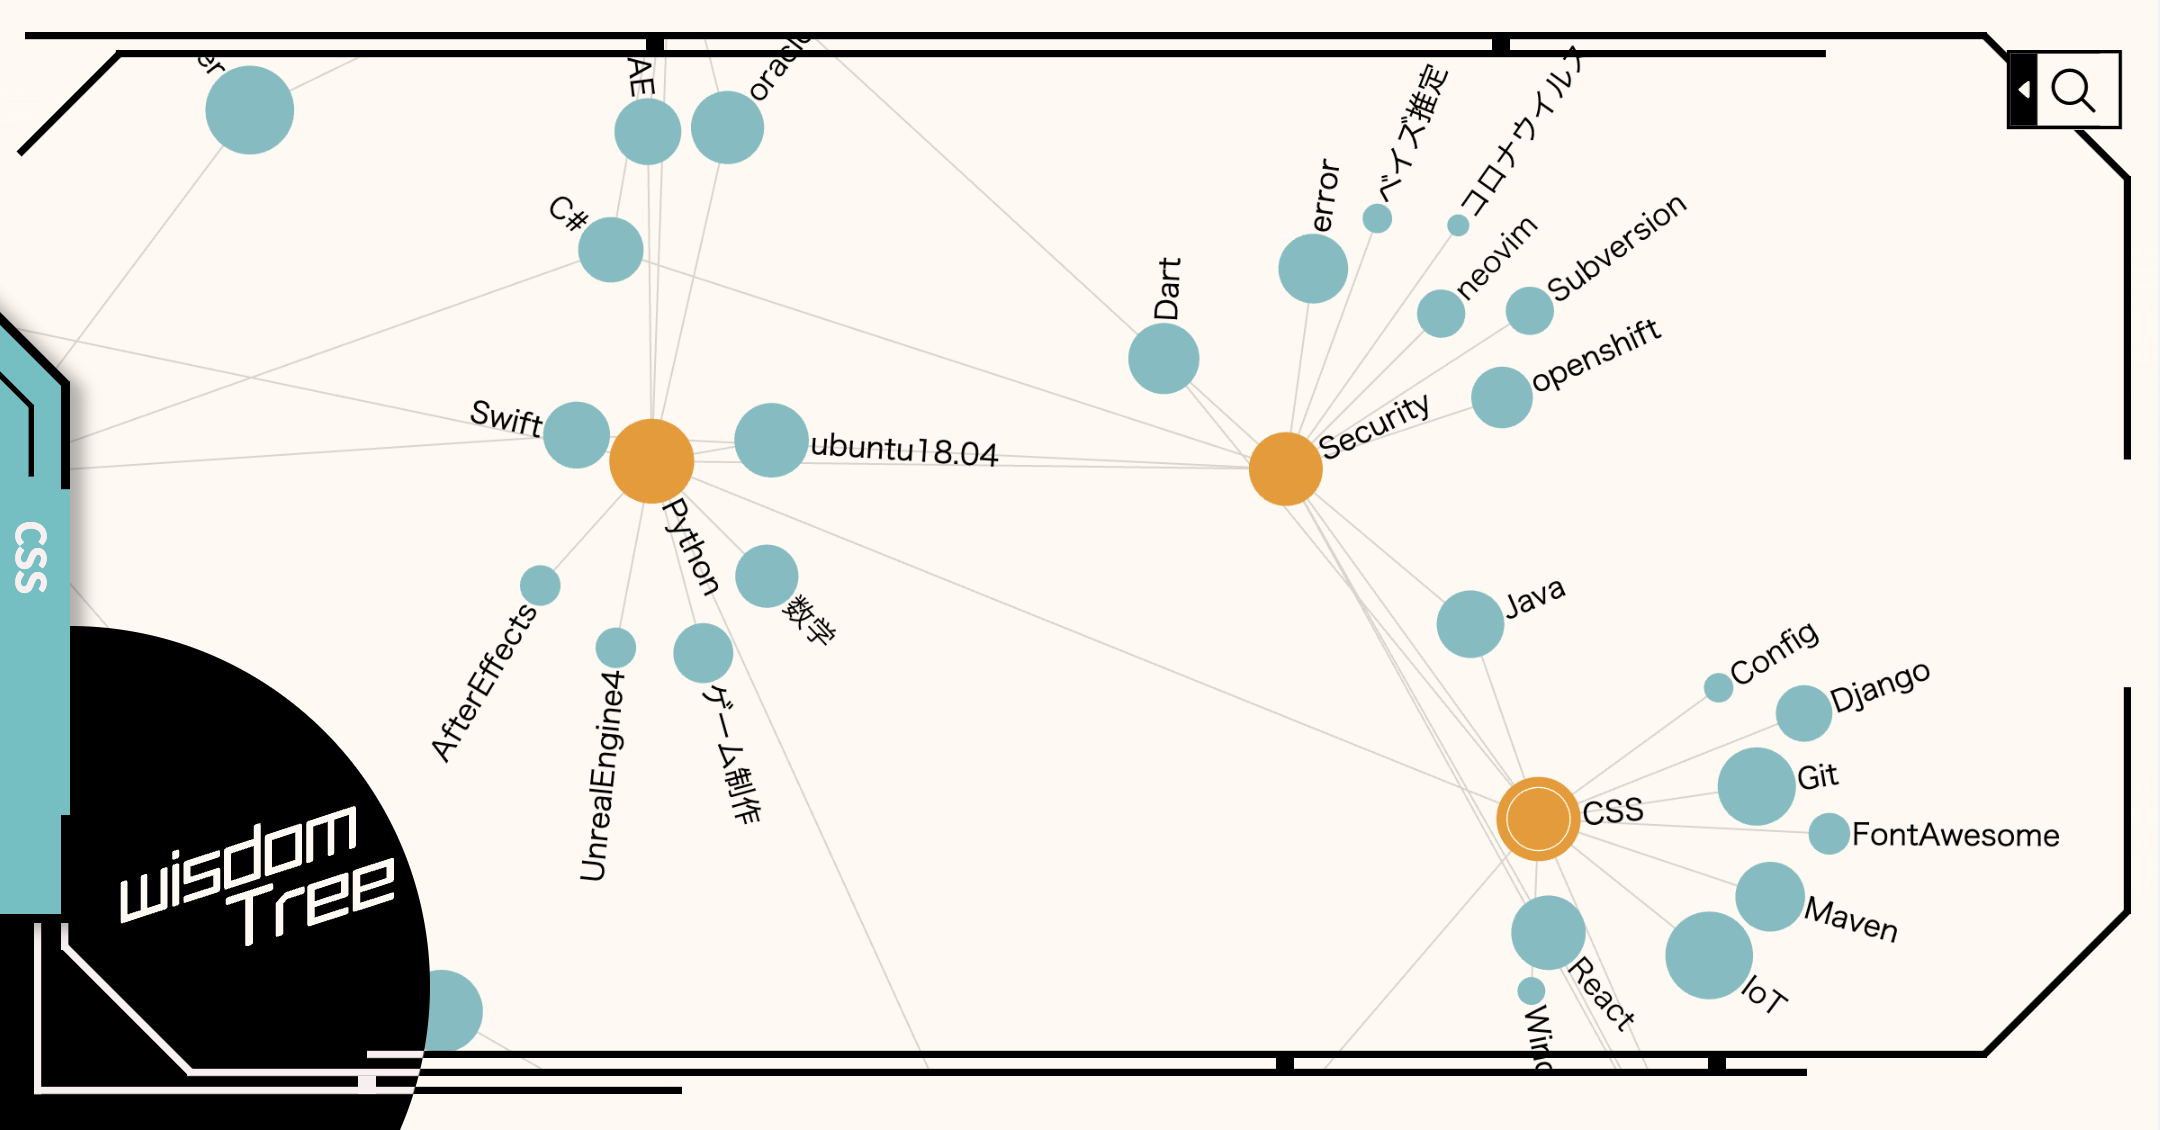 er
AE
oracle
C#
Dart
error
ベイズ推定
コロナウイルス
neovim
Subversion
openshift
Security
Swift
ubuntu18.04
Python
数学
AfterEffects
UnrealEngine4
ゲーム制作
Java
Config
Django
Git
CSS
FontAwesome
Maven
IoT
React
CSS
wisdom
Tree